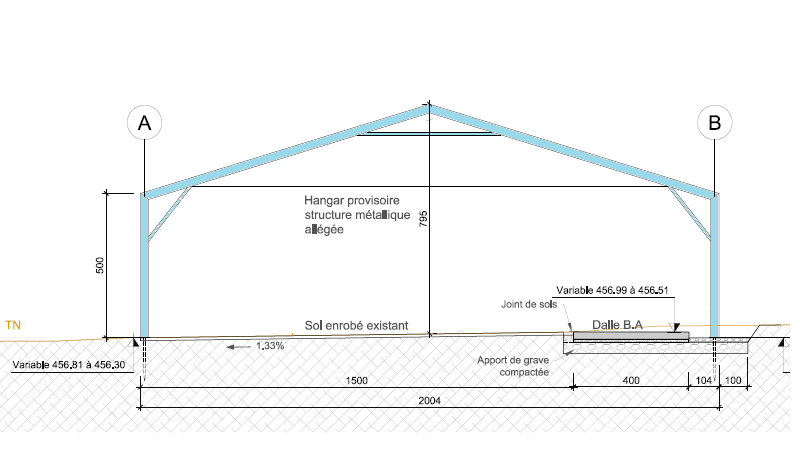 A
B
Hangar provisoire
structure métallique
allégée
795
500
Variable 456.99 à 456.51
Joint de sols
TN
Sol enrobé existant
Dalle B.A
1,33%
Variable 456.81 à 456.30
Apport de grave
compactée
1500
400
104
100
2004